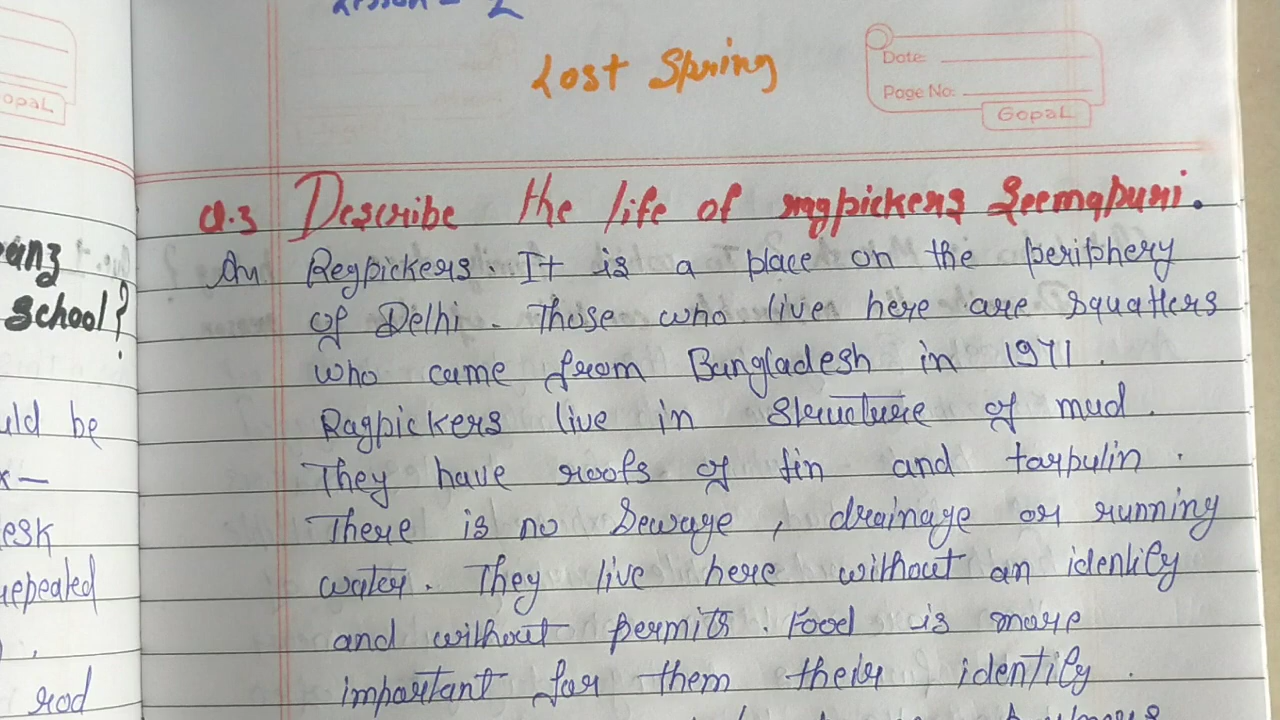 Lesson - 2
Lost Spring
Date:
Page No:
Gopal
opal
Q.3 Describe the life of ragpickers Seemapuri.
An. Regpickers. It is a place on the periphery
of Delhi. Those who live here are squatters
who came from Bangladesh in 1971.
Ragpickers live in structure of mud.
They have roofs of tin and tarpulin.
There is no sewage, drainage or running
water. They live here without an identity
and without permits. Food is more
important for them their identity.
school?
uld be
esk
repeated
rod